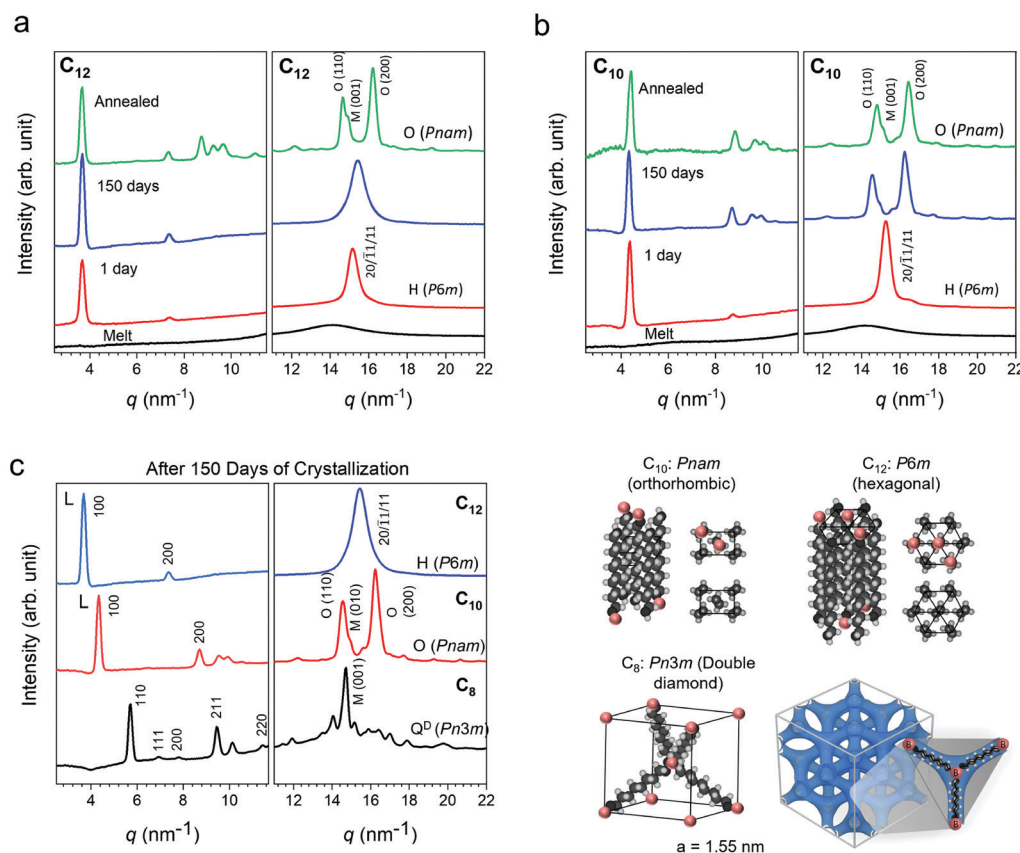 a
C12
Annealed
150 days
1 day
Melt
Intensity (arb. unit)
4 6 8 10
q (nm⁻¹)
C12
O (110)
M (001)
O (200)
O (Pnam)
20/1̅1/11
H (P6m)
12 14 16 18 20 22
q (nm⁻¹)
b
C10
Annealed
150 days
1 day
Melt
Intensity (arb. unit)
4 6 8 10
q (nm⁻¹)
C10
O (110)
M (001)
O (200)
O (Pnam)
20/1̅1/11
H (P6m)
12 14 16 18 20 22
q (nm⁻¹)
c
After 150 Days of Crystallization
L
100
200
L
100
200
110
111
200
211
220
Intensity (arb. unit)
4 6 8 10
q (nm⁻¹)
C12
20/1̅1/11
H (P6m)
C10
O (110)
M (010)
O (200)
O (Pnam)
C8
M (001)
Qᴰ (Pn3m)
12 14 16 18 20 22
q (nm⁻¹)
C10: Pnam
(orthorhombic)
C12: P6m
(hexagonal)
C8: Pn3m (Double
diamond)
a = 1.55 nm
B
B
B
B